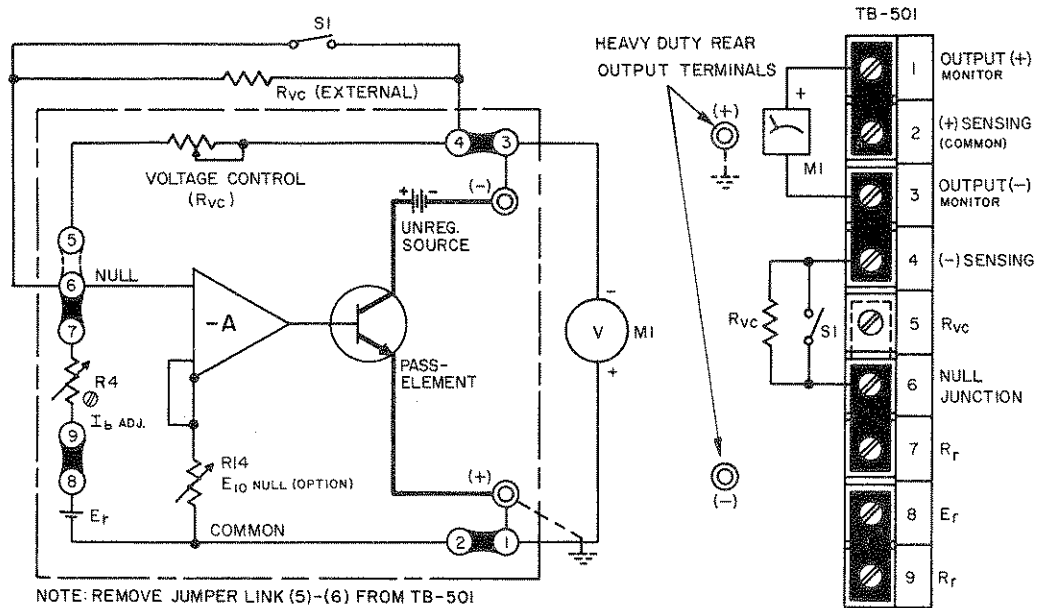 TB-501
S1
RVC (EXTERNAL)
HEAVY DUTY REAR
OUTPUT TERMINALS
(+)
(-)
+
M1
1 OUTPUT (+)
MONITOR
2 (+) SENSING
(COMMON)
3 OUTPUT (-)
MONITOR
4 (-) SENSING
5 RVC
6 NULL
JUNCTION
7 Rr
8 Er
9 Rr
RVC
S1
4
3
VOLTAGE CONTROL
(RVC)
(-)
+ -
UNREG.
SOURCE
5
6
NULL
7
-A
PASS-
ELEMENT
-
V
M1
+
R4
Ib ADJ.
9
8
Er
R14
E10 NULL (OPTION)
(+)
COMMON
2
1
NOTE: REMOVE JUMPER LINK (5)-(6) FROM TB-501